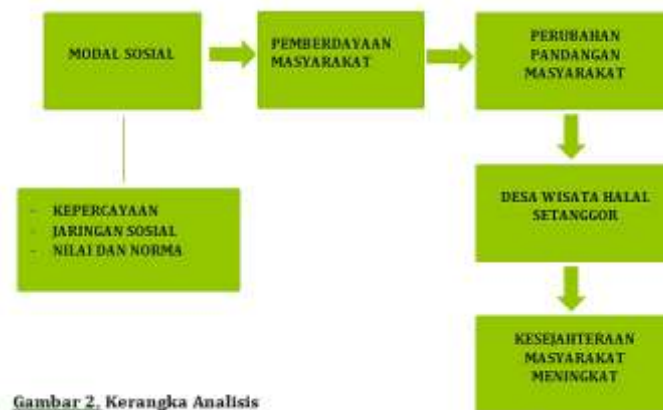 MODAL SOSIAL
PEMBERDAYAAN
MASYARAKAT
PERUBAHAN
PANDANGAN
MASYARAKAT
- KEPERCAYAAN
- JARINGAN SOSIAL
- NILAI DAN NORMA
DESA WISATA HALAL
SETANGGOR
KESEJAHTERAAN
MASYARAKAT
MENINGKAT
Gambar 2. Kerangka Analisis